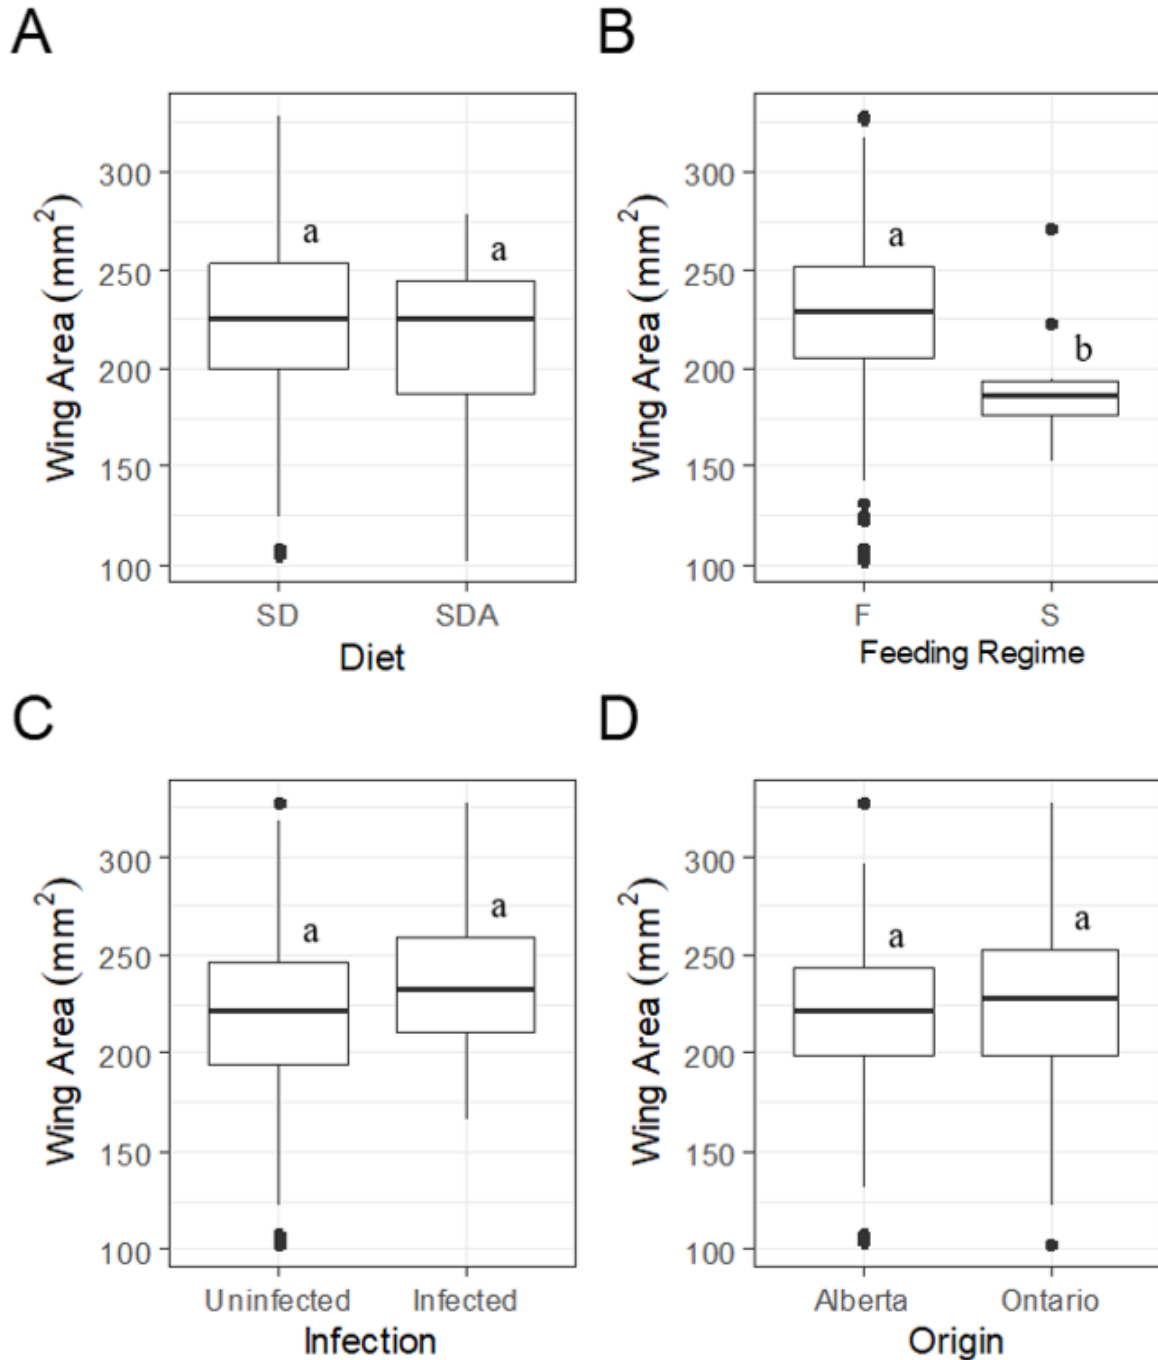 A
Wing Area (mm²)
300
250
200
150
100
a
a
SD
SDA
Diet
B
Wing Area (mm²)
300
250
200
150
100
a
b
F
S
Feeding Regime
C
Wing Area (mm²)
300
250
200
150
100
a
a
Uninfected
Infected
Infection
D
Wing Area (mm²)
300
250
200
150
100
a
a
Alberta
Ontario
Origin